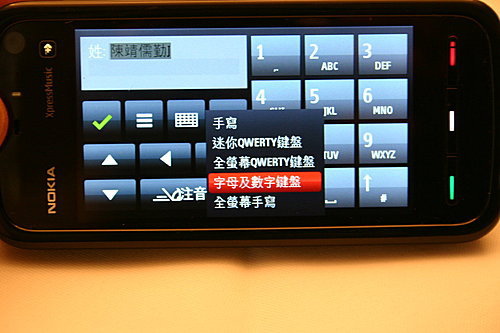 XpressMusic
NOKIA
姓: 陳靖儒勤J
1
2 ABC
3 DEF
4
5 JKL
6 MNO
TUV
9 WXYZ
#
注音
手寫
迷你QWERTY鍵盤
全螢幕QWERTY鍵盤
字母及數字鍵盤
全螢幕手寫